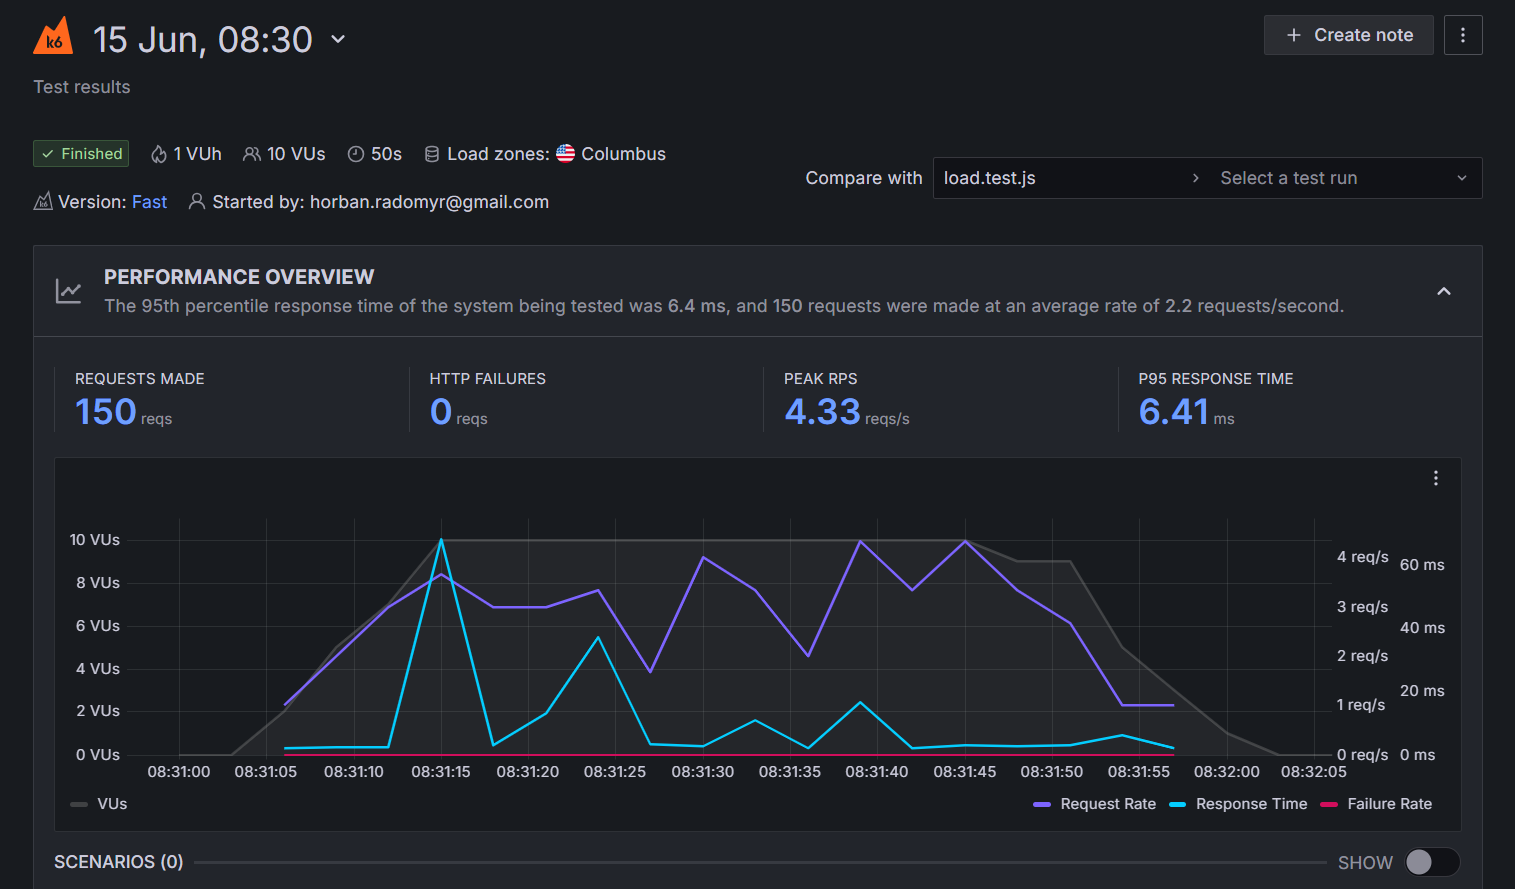 k6 15 Jun, 08:30
+ Create note
Test results
Finished 1 VUh 10 VUs 50s Load zones: Columbus
Compare with load.test.js Select a test run
k6 Version: Fast Started by: horban.radomyr@gmail.com
PERFORMANCE OVERVIEW
The 95th percentile response time of the system being tested was 6.4 ms, and 150 requests were made at an average rate of 2.2 requests/second.
REQUESTS MADE HTTP FAILURES PEAK RPS P95 RESPONSE TIME
150 reqs 0 reqs 4.33 reqs/s 6.41 ms
10 VUs
8 VUs
6 VUs
4 VUs
2 VUs
0 VUs
4 req/s
3 req/s
2 req/s
1 req/s
0 req/s
60 ms
40 ms
20 ms
0 ms
08:31:00 08:31:05 08:31:10 08:31:15 08:31:20 08:31:25 08:31:30 08:31:35 08:31:40 08:31:45 08:31:50 08:31:55 08:32:00 08:32:05
VUs Request Rate Response Time Failure Rate
SCENARIOS (0) SHOW